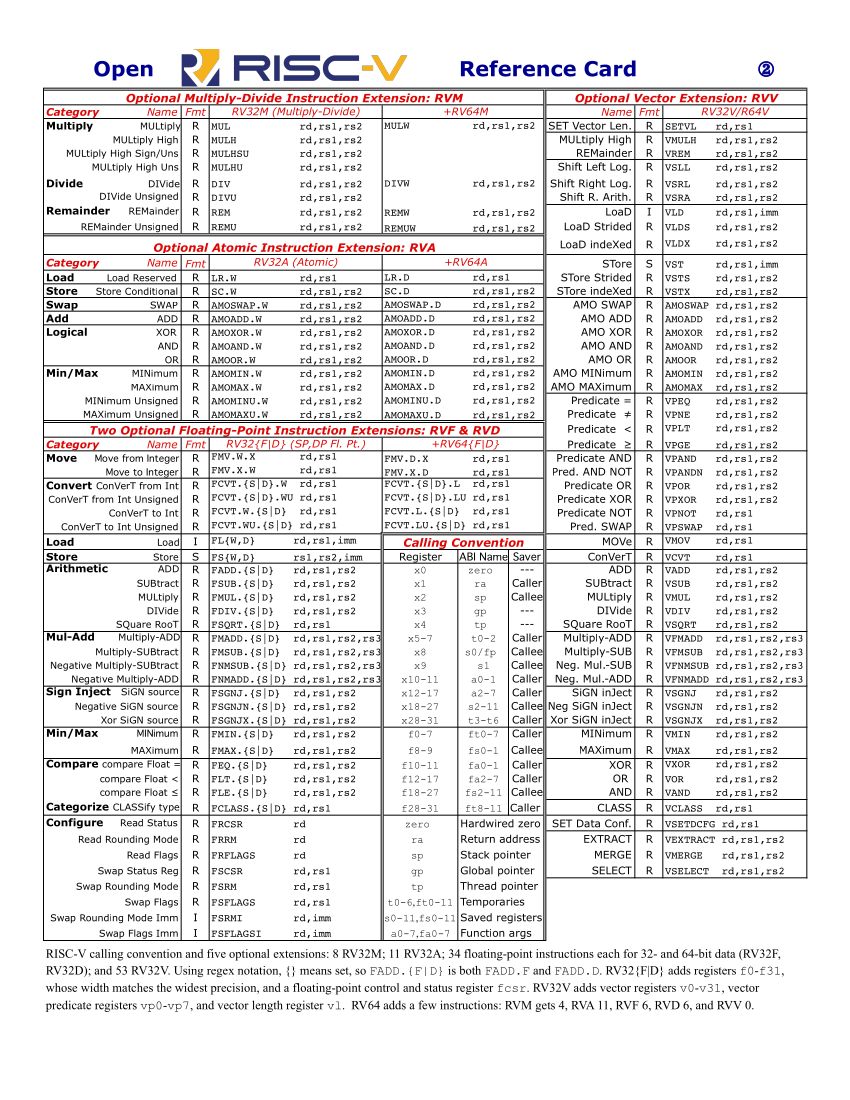 Open RISC-V Reference Card ②
Optional Multiply-Divide Instruction Extension: RVM
Category Name Fmt RV32M (Multiply-Divide) +RV64M
Multiply MULtiply R MUL rd,rs1,rs2 MULW rd,rs1,rs2
MULtiply High R MULH rd,rs1,rs2
MULtiply High Sign/Uns R MULHSU rd,rs1,rs2
MULtiply High Uns R MULHU rd,rs1,rs2
Divide DIVide R DIV rd,rs1,rs2 DIVW rd,rs1,rs2
DIVide Unsigned R DIVU rd,rs1,rs2
Remainder REMainder R REM rd,rs1,rs2 REMW rd,rs1,rs2
REMainder Unsigned R REMU rd,rs1,rs2 REMUW rd,rs1,rs2
Optional Atomic Instruction Extension: RVA
Category Name Fmt RV32A (Atomic) +RV64A
Load Load Reserved R LR.W rd,rs1 LR.D rd,rs1
Store Store Conditional R SC.W rd,rs1,rs2 SC.D rd,rs1,rs2
Swap SWAP R AMOSWAP.W rd,rs1,rs2 AMOSWAP.D rd,rs1,rs2
Add ADD R AMOADD.W rd,rs1,rs2 AMOADD.D rd,rs1,rs2
Logical XOR R AMOXOR.W rd,rs1,rs2 AMOXOR.D rd,rs1,rs2
AND R AMOAND.W rd,rs1,rs2 AMOAND.D rd,rs1,rs2
OR R AMOOR.W rd,rs1,rs2 AMOOR.D rd,rs1,rs2
Min/Max MINimum R AMOMIN.W rd,rs1,rs2 AMOMIN.D rd,rs1,rs2
MAXimum R AMOMAX.W rd,rs1,rs2 AMOMAX.D rd,rs1,rs2
MINimum Unsigned R AMOMINU.W rd,rs1,rs2 AMOMINU.D rd,rs1,rs2
MAXimum Unsigned R AMOMAXU.W rd,rs1,rs2 AMOMAXU.D rd,rs1,rs2
Two Optional Floating-Point Instruction Extensions: RVF & RVD
Category Name Fmt RV32{F|D} (SP,DP Fl. Pt.) +RV64{F|D}
Move Move from Integer R FMV.W.X rd,rs1 FMV.D.X rd,rs1
Move to Integer R FMV.X.W rd,rs1 FMV.X.D rd,rs1
Convert ConVerT from Int R FCVT.{S|D}.W rd,rs1 FCVT.{S|D}.L rd,rs1
ConVerT from Int Unsigned R FCVT.{S|D}.WU rd,rs1 FCVT.{S|D}.LU rd,rs1
ConVerT to Int R FCVT.W.{S|D} rd,rs1 FCVT.L.{S|D} rd,rs1
ConVerT to Int Unsigned R FCVT.WU.{S|D} rd,rs1 FCVT.LU.{S|D} rd,rs1
Load Load I FL{W,D} rd,rs1,imm
Store Store S FS{W,D} rs1,rs2,imm
Arithmetic ADD R FADD.{S|D} rd,rs1,rs2
SUBtract R FSUB.{S|D} rd,rs1,rs2
MULtiply R FMUL.{S|D} rd,rs1,rs2
DIVide R FDIV.{S|D} rd,rs1,rs2
SQuare RooT R FSQRT.{S|D} rd,rs1
Mul-Add Multiply-ADD R FMADD.{S|D} rd,rs1,rs2,rs3
Multiply-SUBtract R FMSUB.{S|D} rd,rs1,rs2,rs3
Negative Multiply-SUBtract R FNMSUB.{S|D} rd,rs1,rs2,rs3
Negative Multiply-ADD R FNMADD.{S|D} rd,rs1,rs2,rs3
Sign Inject SiGN source R FSGNJ.{S|D} rd,rs1,rs2
Negative SiGN source R FSGNJN.{S|D} rd,rs1,rs2
Xor SiGN source R FSGNJX.{S|D} rd,rs1,rs2
Min/Max MINimum R FMIN.{S|D} rd,rs1,rs2
MAXimum R FMAX.{S|D} rd,rs1,rs2
Compare compare Float = R FEQ.{S|D} rd,rs1,rs2
compare Float < R FLT.{S|D} rd,rs1,rs2
compare Float ≤ R FLE.{S|D} rd,rs1,rs2
Categorize CLASSify type R FCLASS.{S|D} rd,rs1
Configure Read Status R FRCSR rd
Read Rounding Mode R FRRM rd
Read Flags R FRFLAGS rd
Swap Status Reg R FSCSR rd,rs1
Swap Rounding Mode R FSRM rd,rs1
Swap Flags R FSFLAGS rd,rs1
Swap Rounding Mode Imm I FSRMI rd,imm
Swap Flags Imm I FSFLAGSI rd,imm
Calling Convention
Register ABI Name Saver
x0 zero ---
x1 ra Caller
x2 sp Callee
x3 gp ---
x4 tp ---
x5-7 t0-2 Caller
x8 s0/fp Callee
x9 s1 Callee
x10-11 a0-1 Caller
x12-17 a2-7 Caller
x18-27 s2-11 Callee
x28-31 t3-t6 Caller
f0-7 ft0-7 Caller
f8-9 fs0-1 Callee
f10-11 fa0-1 Caller
f12-17 fa2-7 Caller
f18-27 fs2-11 Callee
f28-31 ft8-11 Caller
zero Hardwired zero
ra Return address
sp Stack pointer
gp Global pointer
tp Thread pointer
t0-6,ft0-11 Temporaries
s0-11,fs0-11 Saved registers
a0-7,fa0-7 Function args
Optional Vector Extension: RVV
Name Fmt RV32V/R64V
SET Vector Len. R SETVL rd,rs1
MULtiply High R VMULH rd,rs1,rs2
REMainder R VREM rd,rs1,rs2
Shift Left Log. R VSLL rd,rs1,rs2
Shift Right Log. R VSRL rd,rs1,rs2
Shift R. Arith. R VSRA rd,rs1,rs2
LoaD I VLD rd,rs1,imm
LoaD Strided R VLDS rd,rs1,rs2
LoaD indeXed R VLDX rd,rs1,rs2
STore S VST rd,rs1,imm
STore Strided R VSTS rd,rs1,rs2
STore indeXed R VSTX rd,rs1,rs2
AMO SWAP R AMOSWAP rd,rs1,rs2
AMO ADD R AMOADD rd,rs1,rs2
AMO XOR R AMOXOR rd,rs1,rs2
AMO AND R AMOAND rd,rs1,rs2
AMO OR R AMOOR rd,rs1,rs2
AMO MINimum R AMOMIN rd,rs1,rs2
AMO MAXimum R AMOMAX rd,rs1,rs2
Predicate = R VPEQ rd,rs1,rs2
Predicate ≠ R VPNE rd,rs1,rs2
Predicate < R VPLT rd,rs1,rs2
Predicate ≥ R VPGE rd,rs1,rs2
Predicate AND R VPAND rd,rs1,rs2
Pred. AND NOT R VPANDN rd,rs1,rs2
Predicate OR R VPOR rd,rs1,rs2
Predicate XOR R VPXOR rd,rs1,rs2
Predicate NOT R VPNOT rd,rs1
Pred. SWAP R VPSWAP rd,rs1
MOVe R VMOV rd,rs1
ConVerT R VCVT rd,rs1
ADD R VADD rd,rs1,rs2
SUBtract R VSUB rd,rs1,rs2
MULtiply R VMUL rd,rs1,rs2
DIVide R VDIV rd,rs1,rs2
SQuare RooT R VSQRT rd,rs1,rs2
Multiply-ADD R VFMADD rd,rs1,rs2,rs3
Multiply-SUB R VFMSUB rd,rs1,rs2,rs3
Neg. Mul.-SUB R VFNMSUB rd,rs1,rs2,rs3
Neg. Mul.-ADD R VFNMADD rd,rs1,rs2,rs3
SiGN inJect R VSGNJ rd,rs1,rs2
Neg SiGN inJect R VSGNJN rd,rs1,rs2
Xor SiGN inJect R VSGNJX rd,rs1,rs2
MINimum R VMIN rd,rs1,rs2
MAXimum R VMAX rd,rs1,rs2
XOR R VXOR rd,rs1,rs2
OR R VOR rd,rs1,rs2
AND R VAND rd,rs1,rs2
CLASS R VCLASS rd,rs1
SET Data Conf. R VSETDCFG rd,rs1
EXTRACT R VEXTRACT rd,rs1,rs2
MERGE R VMERGE rd,rs1,rs2
SELECT R VSELECT rd,rs1,rs2
RISC-V calling convention and five optional extensions: 8 RV32M; 11 RV32A; 34 floating-point instructions each for 32- and 64-bit data (RV32F,
RV32D); and 53 RV32V. Using regex notation, {} means set, so FADD.{F|D} is both FADD.F and FADD.D. RV32{F|D} adds registers f0-f31,
whose width matches the widest precision, and a floating-point control and status register fcsr. RV32V adds vector registers v0-v31, vector
predicate registers vp0-vp7, and vector length register vl. RV64 adds a few instructions: RVM gets 4, RVA 11, RVF 6, RVD 6, and RVV 0.